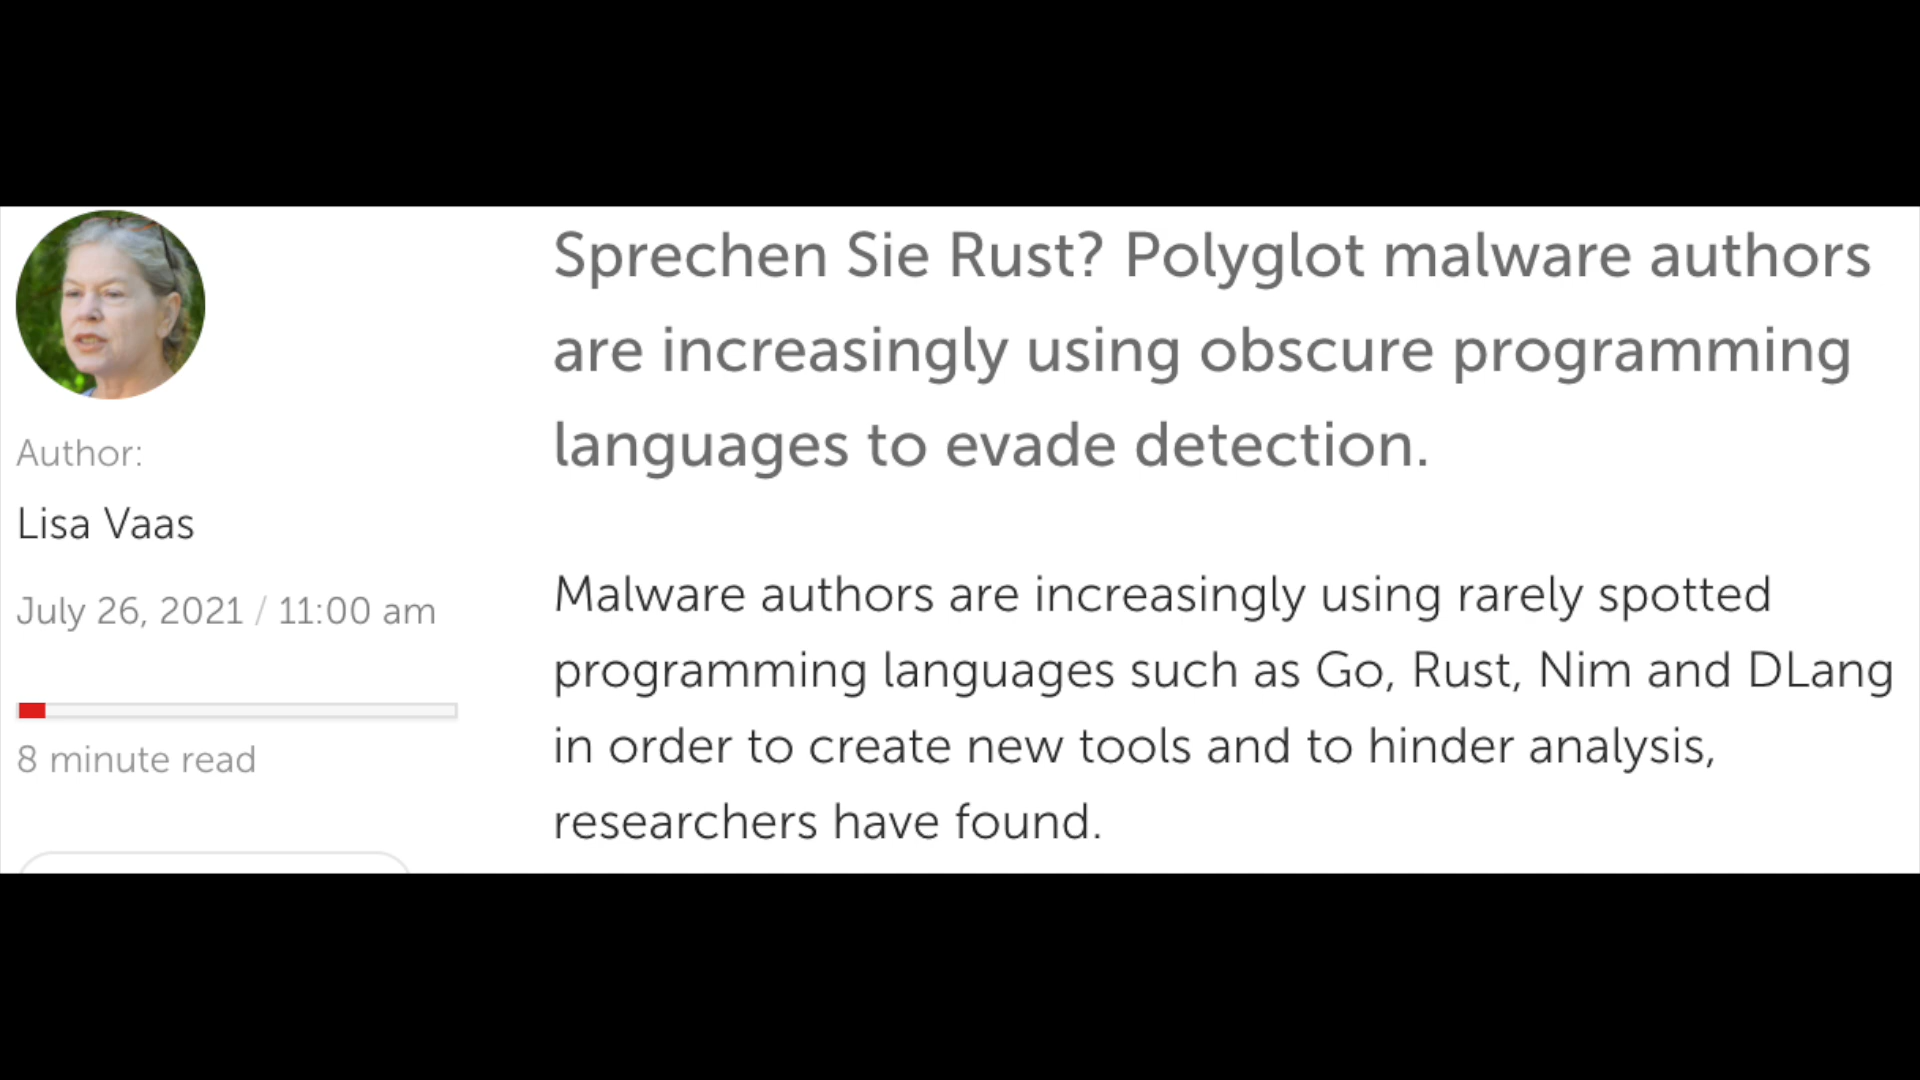 Author:
Lisa Vaas
July 26, 2021 / 11:00 am
8 minute read
Sprechen Sie Rust? Polyglot malware authors
are increasingly using obscure programming
languages to evade detection.
Malware authors are increasingly using rarely spotted
programming languages such as Go, Rust, Nim and DLang
in order to create new tools and to hinder analysis,
researchers have found.